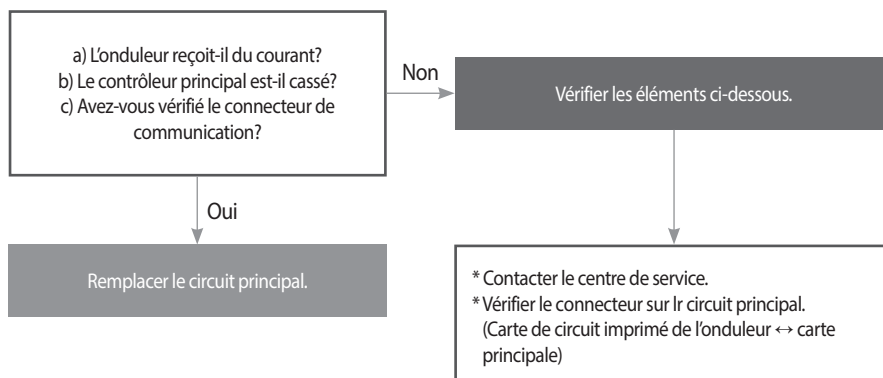 a) L'onduleur reçoit-il du courant?
b) Le contrôleur principal est-il cassé?
c) Avez-vous vérifié le connecteur de
communication?
Non
Vérifier les éléments ci-dessous.
Oui
Remplacer le circuit principal.
* Contacter le centre de service.
* Vérifier le connecteur sur lr circuit principal.
(Carte de circuit imprimé de l'onduleur ↔ carte
principale)